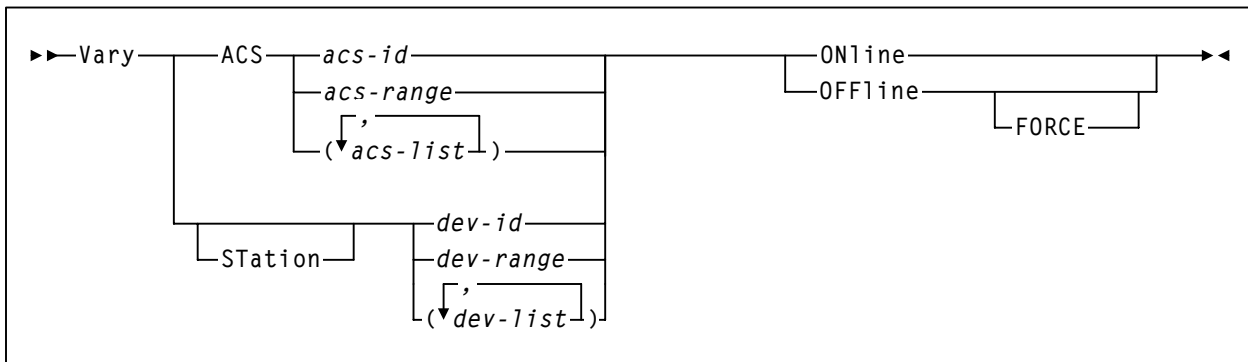 Vary ACS acs-id ONline
acs-range OFFline
, FORCE
( acs-list )
dev-id
STation dev-range
,
( dev-list )